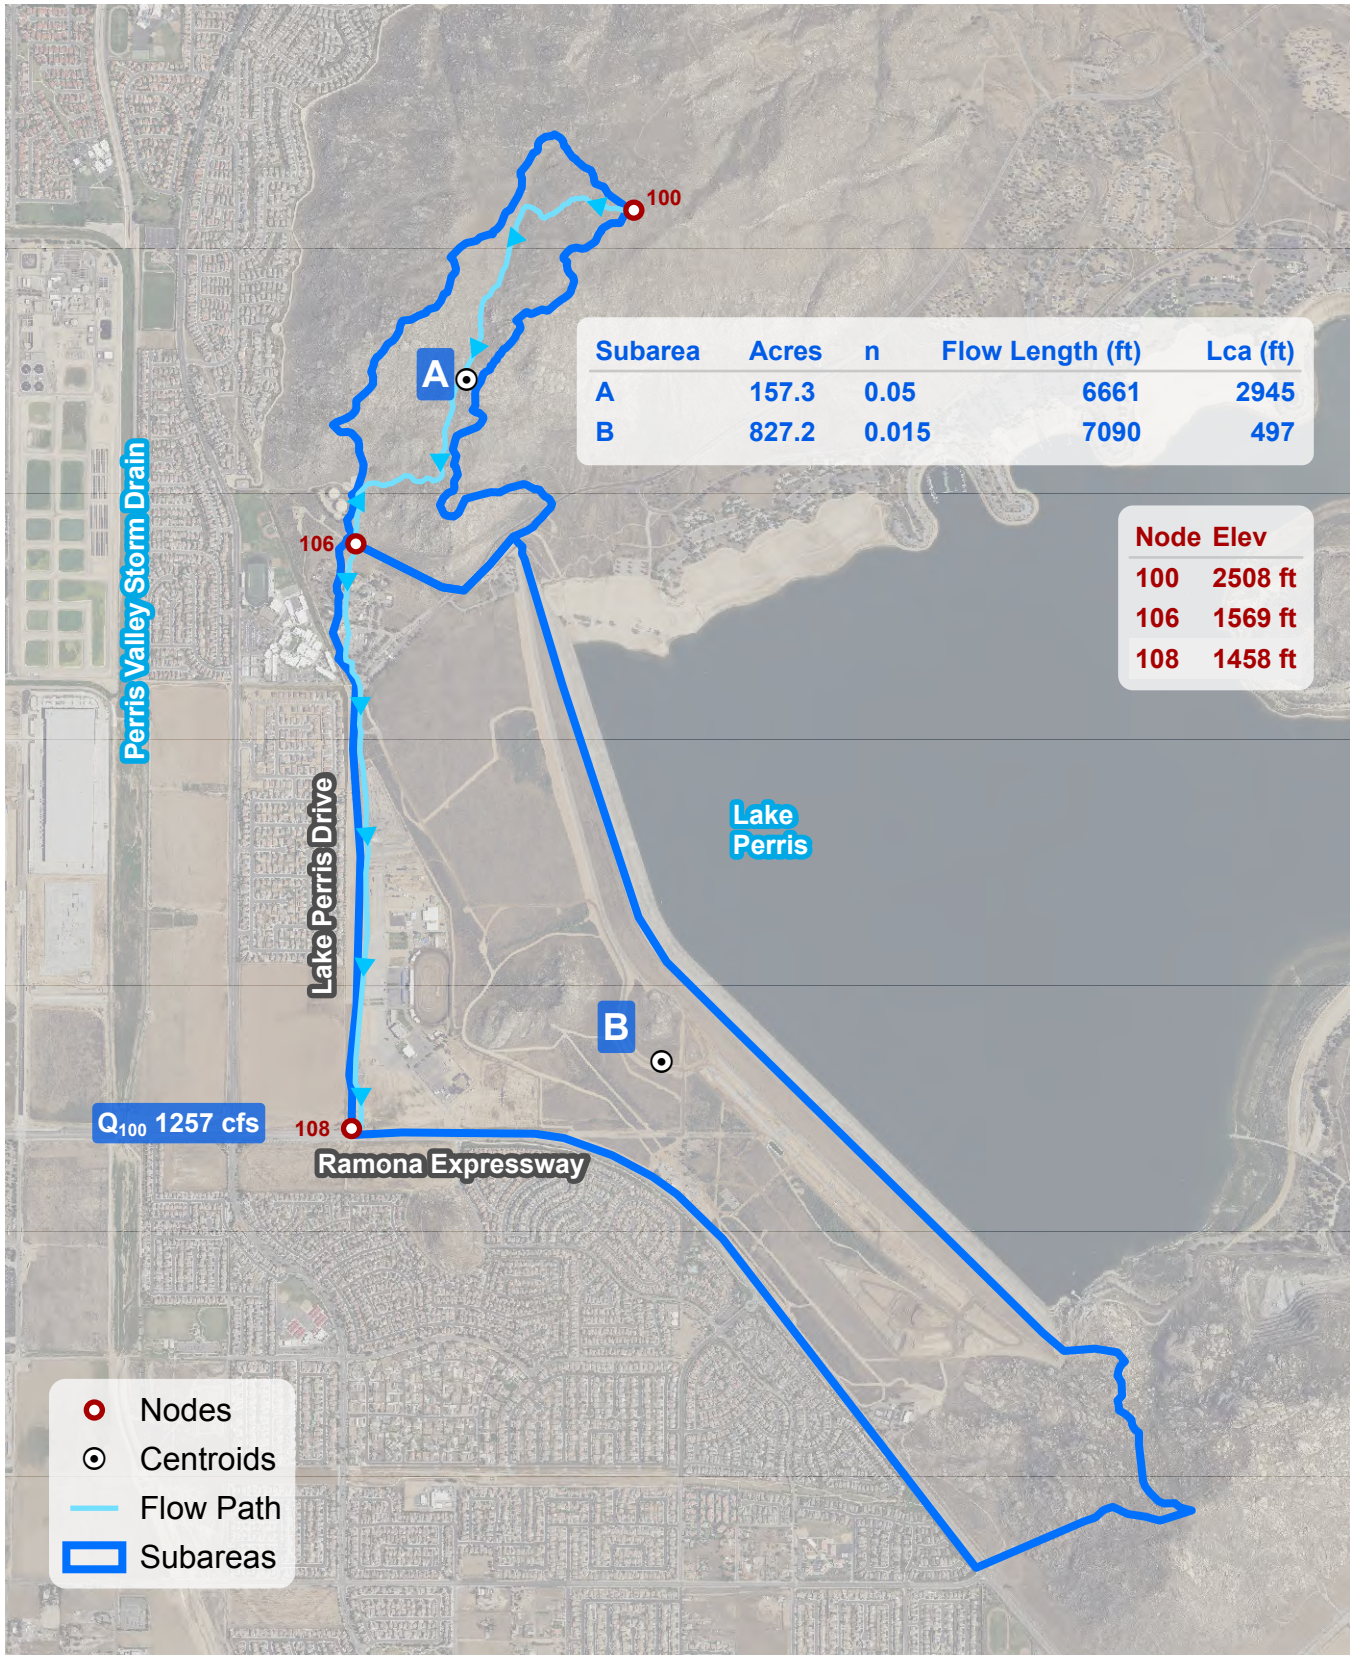 100
Subarea Acres n Flow Length (ft) Lca (ft)
A 157.3 0.05 6661 2945
B 827.2 0.015 7090 497
A
Node Elev
100 2508 ft
106 1569 ft
108 1458 ft
106
Perris Valley Storm Drain
Lake Perris Drive
Lake
Perris
B
Q₁₀₀ 1257 cfs
108
Ramona Expressway
Nodes
Centroids
Flow Path
Subareas